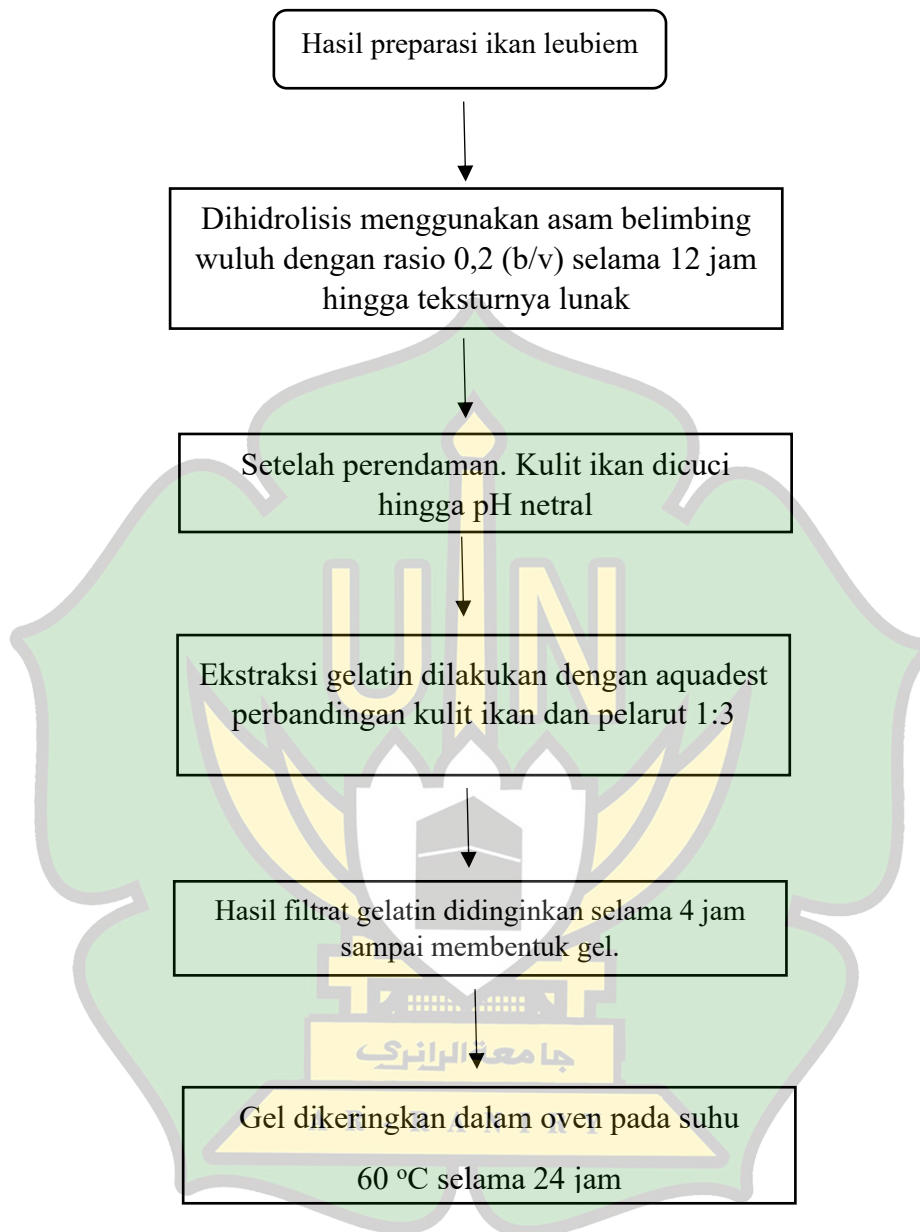 Hasil preparasi ikan leubiem
Dihidrolisis menggunakan asam belimbing
wuluh dengan rasio 0,2 (b/v) selama 12 jam
hingga teksturnya lunak
Setelah perendaman. Kulit ikan dicuci
hingga pH netral
UIN
Ekstraksi gelatin dilakukan dengan aquadest
perbandingan kulit ikan dan pelarut 1:3
Hasil filtrat gelatin didinginkan selama 4 jam
sampai membentuk gel.
جامعة الرانري
Gel dikeringkan dalam oven pada suhu
AR-RANIRY
60 °C selama 24 jam